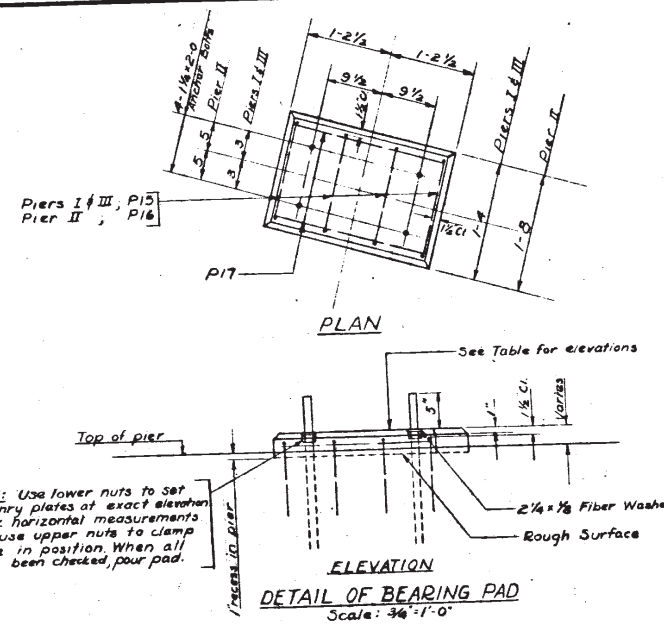 1-2½
1-2½
9½
9½
1½ Cl.
4-1⅛×2-0
Anchor Bolts
Pier II
Piers I & III
5
5
3
3
Piers I & III
Pier II
Piers I & III ; P15
Pier II ; P16
P17
1½ Cl.
1-4
1-8
PLAN
See Table for elevations
5"
1"
1½ Cl.
Varies
Top of pier
: Use lower nuts to set
nry plates at exact elevation
horizontal measurements
use upper nuts to clamp
in position. When all
been checked, pour pad.
1" recess in pier
2¼ × ⅛ Fiber Washe
Rough Surface
ELEVATION
DETAIL OF BEARING PAD
Scale: ¾"=1'-0"